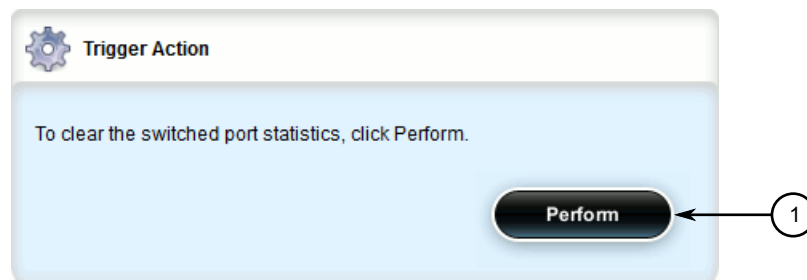 Trigger Action
To clear the switched port statistics, click Perform.
Perform
1